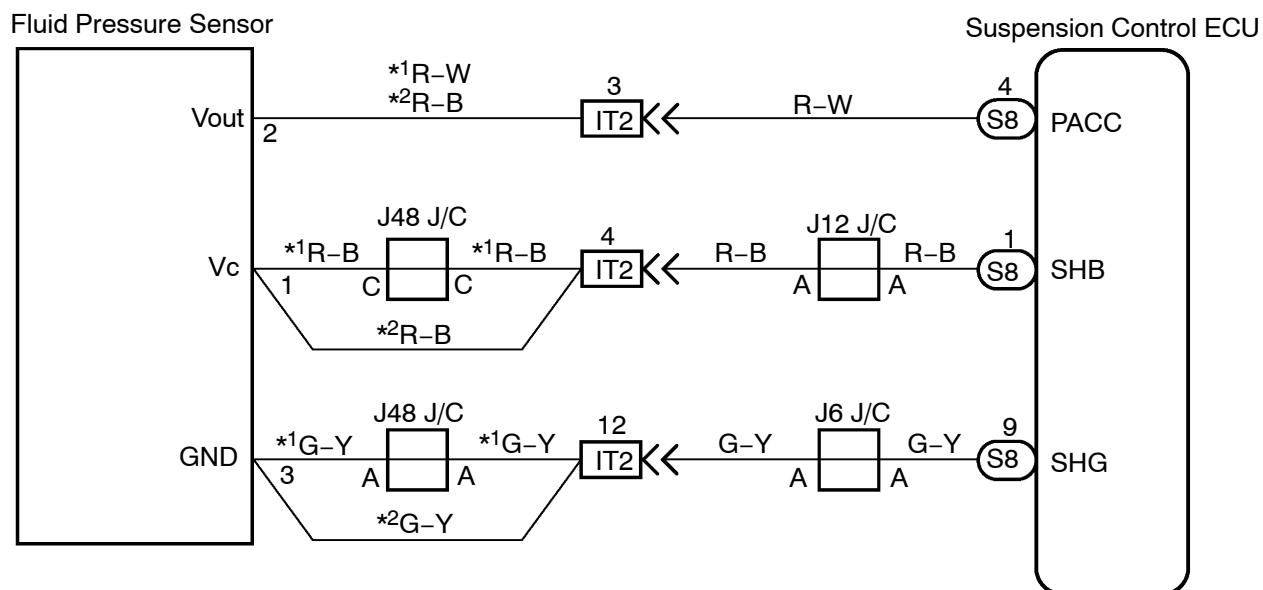 Fluid Pressure Sensor
Suspension Control ECU
*1R–W
*2R–B
Vout
2
3
IT2
R–W
4
S8
PACC
J48 J/C
*1R–B
*1R–B
Vc
1
C
C
*2R–B
4
IT2
R–B
J12 J/C
R–B
A
A
1
S8
SHB
J48 J/C
*1G–Y
*1G–Y
GND
3
A
A
*2G–Y
12
IT2
G–Y
J6 J/C
G–Y
A
A
9
S8
SHG